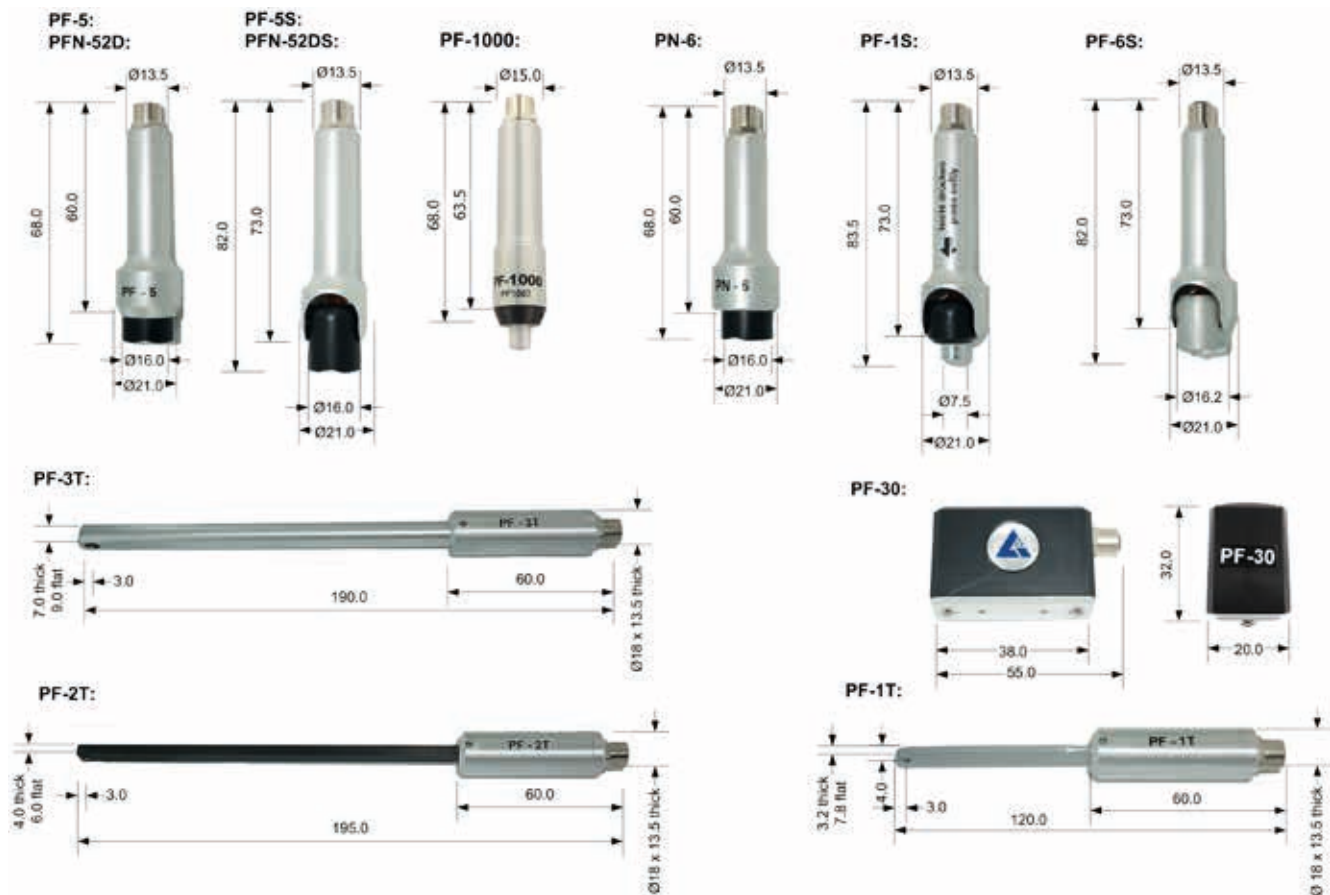 PF-5:
PFN-52D:
Ø13.5
68.0
60.0
PF - 5
Ø16.0
Ø21.0
PF-5S:
PFN-52DS:
Ø13.5
82.0
73.0
Ø16.0
Ø21.0
PF-1000:
Ø15.0
68.0
63.5
PF-1000
PN-6:
Ø13.5
68.0
60.0
PN - 6
Ø16.0
Ø21.0
PF-1S:
Ø13.5
83.5
73.0
leicht drücken
press softly
Ø7.5
Ø21.0
PF-6S:
Ø13.5
82.0
73.0
Ø16.2
Ø21.0
PF-3T:
PF - 3T
7.0 thick
9.0 flat
3.0
60.0
190.0
Ø18 x 13.5 thick
PF-30:
PF-30
32.0
38.0
55.0
20.0
PF-2T:
PF - 2T
4.0 thick
6.0 flat
3.0
60.0
195.0
Ø18 x 13.5 thick
PF-1T:
PF - 1T
3.2 thick
7.8 flat
4.0
3.0
60.0
120.0
Ø 18 x 13.5 thick